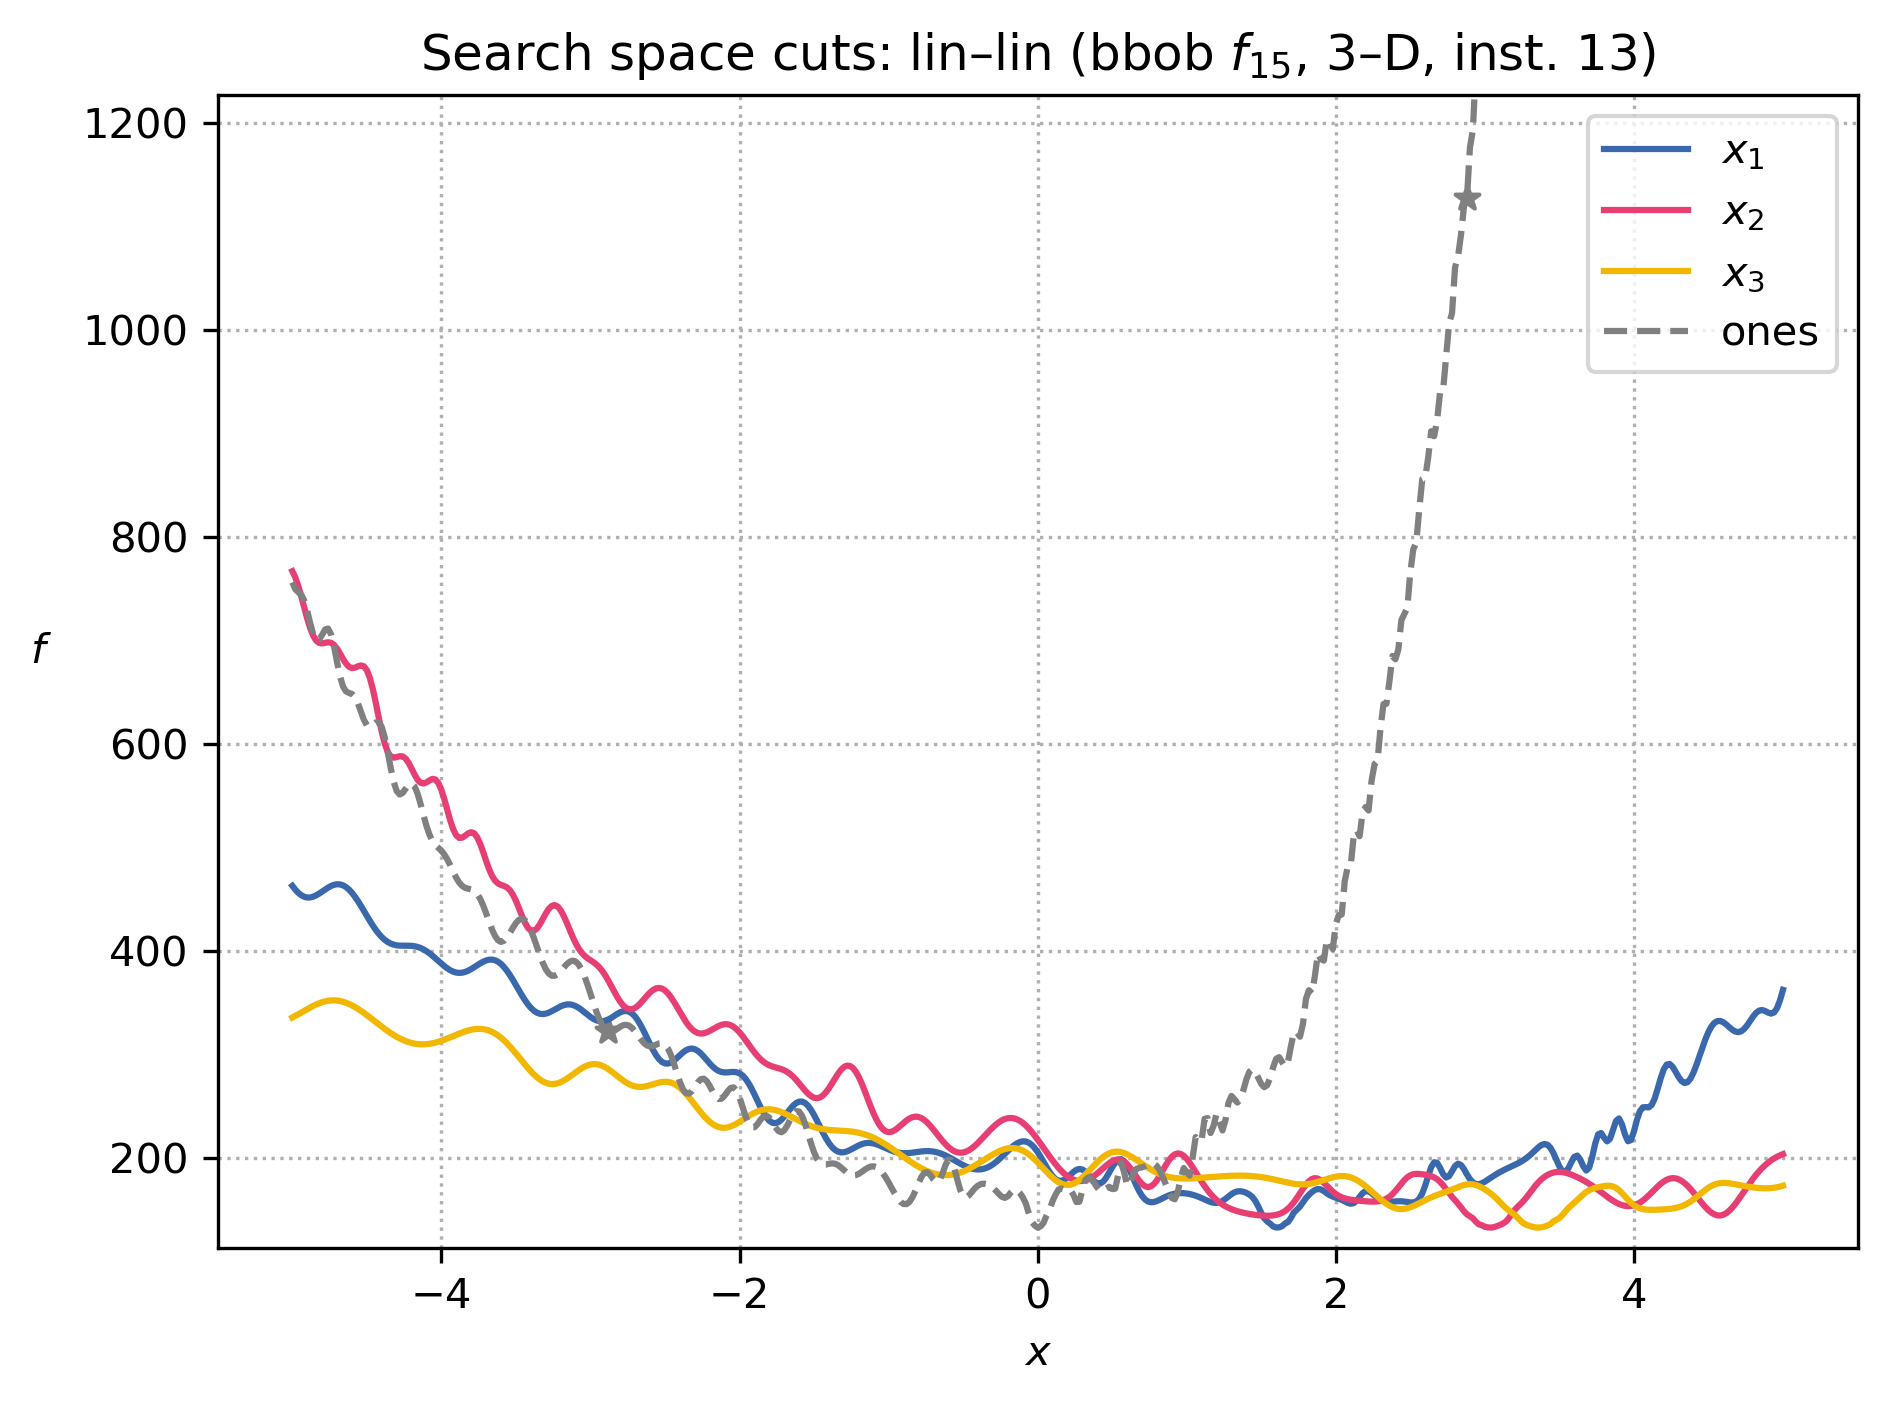 Search space cuts: lin–lin (bbob f15, 3–D, inst. 13)
1200
1000
800
600
400
200
f
−4
−2
0
2
4
x
x1
x2
x3
ones